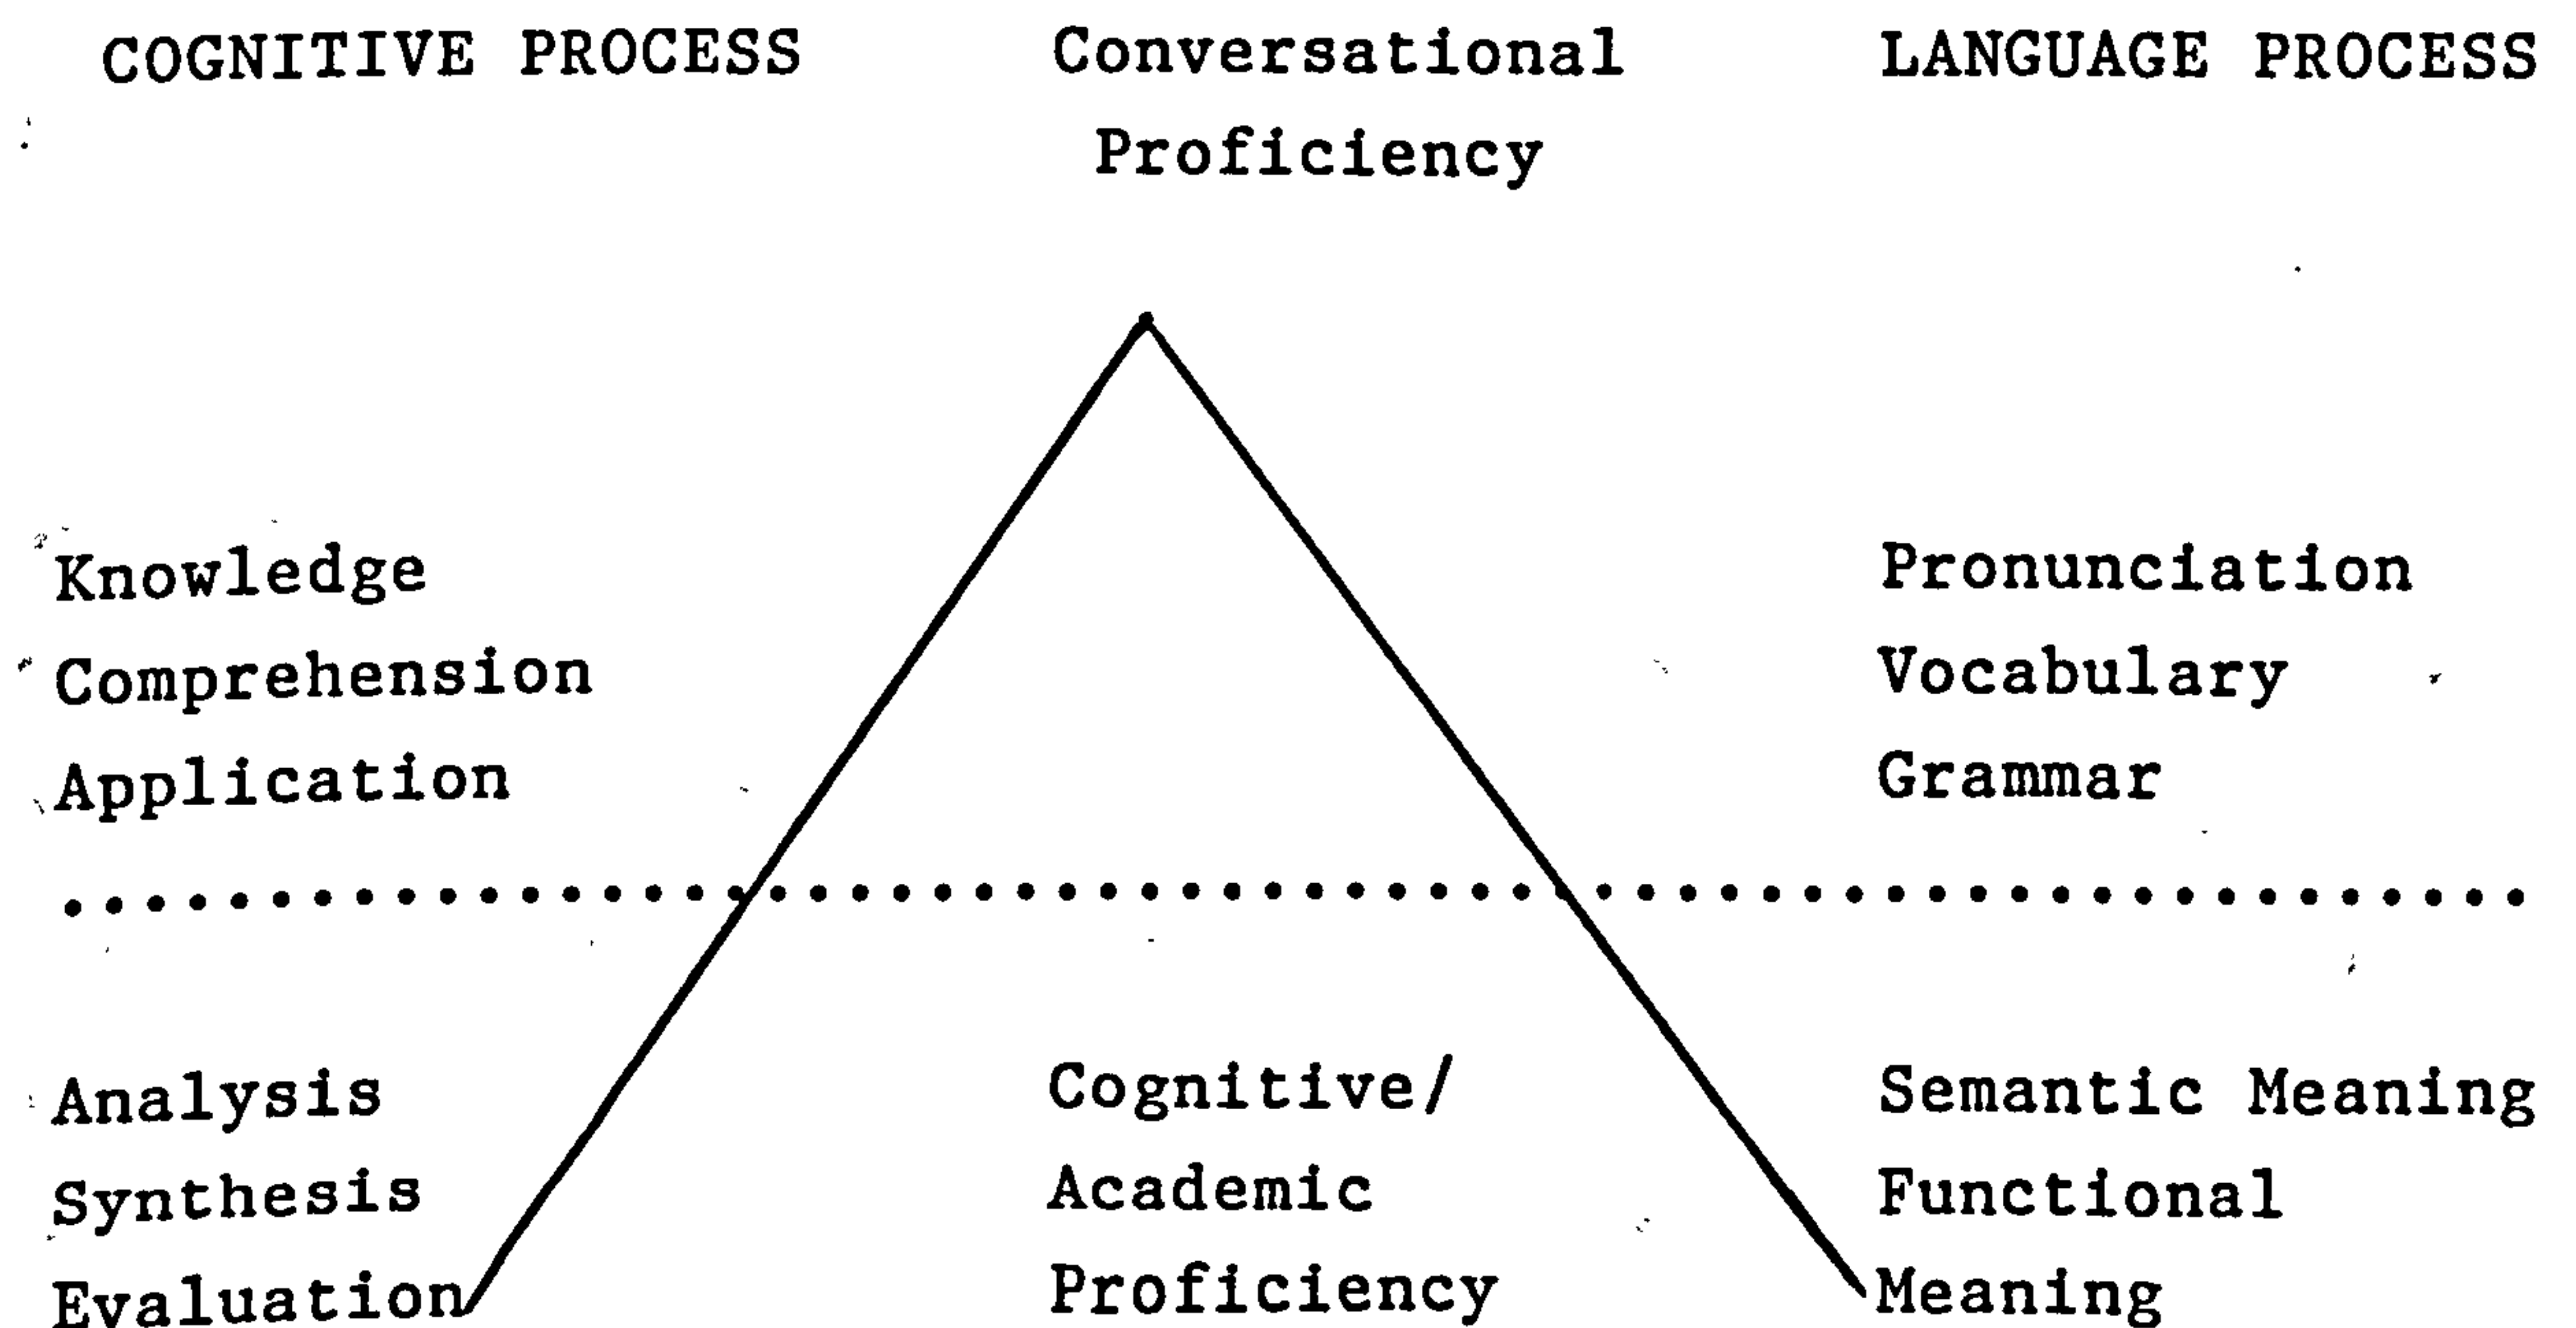 COGNITIVE PROCESS Conversational LANGUAGE PROCESS
Proficiency
Knowledge Pronunciation
Comprehension Vocabulary
Application Grammar
Analysis Cognitive/ Semantic Meaning
Synthesis Academic Functional
Evaluation Proficiency Meaning